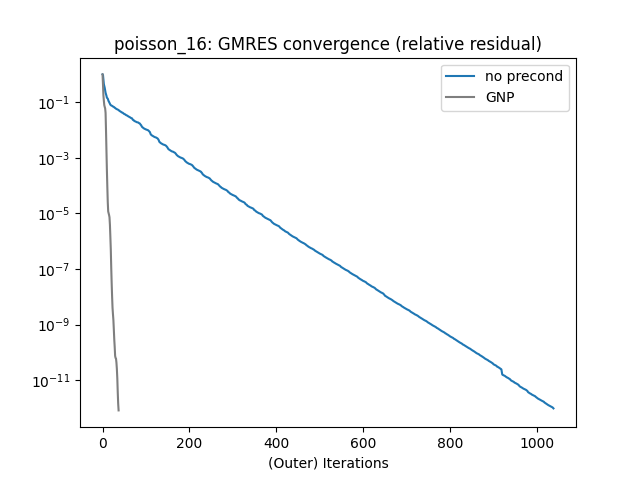 poisson_16: GMRES convergence (relative residual)
no precond
GNP
10⁻¹
10⁻³
10⁻⁵
10⁻⁷
10⁻⁹
10⁻¹¹
0 200 400 600 800 1000
(Outer) Iterations